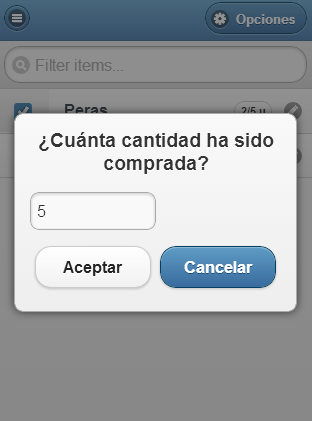 Opciones
Filter items...
Peras
2/5 u
¿Cuánta cantidad ha sido
comprada?
5
Aceptar
Cancelar